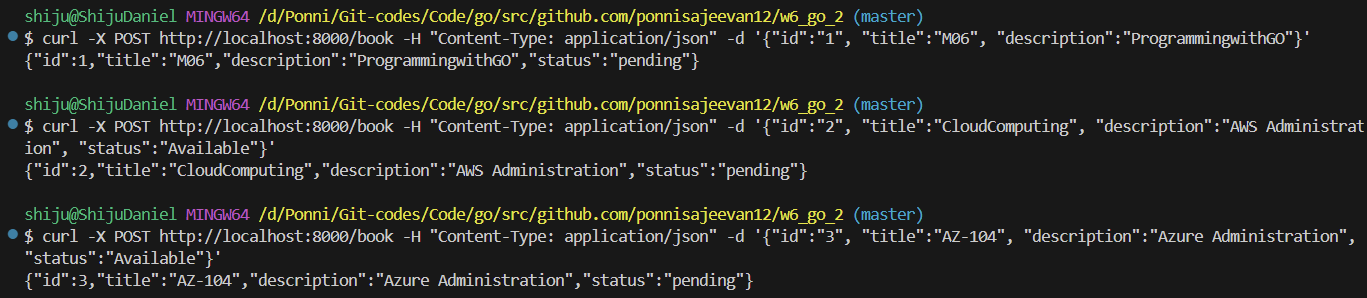 shiju@ShijuDaniel MINGW64 /d/Ponni/Git-codes/Code/go/src/github.com/ponnisajeevan12/w6_go_2 (master)
$ curl -X POST http://localhost:8000/book -H "Content-Type: application/json" -d '{"id":"1", "title":"M06", "description":"ProgrammingwithGO"}'
{"id":1,"title":"M06","description":"ProgrammingwithGO","status":"pending"}
shiju@ShijuDaniel MINGW64 /d/Ponni/Git-codes/Code/go/src/github.com/ponnisajeevan12/w6_go_2 (master)
$ curl -X POST http://localhost:8000/book -H "Content-Type: application/json" -d '{"id":"2", "title":"CloudComputing", "description":"AWS Administrat
ion", "status":"Available"}'
{"id":2,"title":"CloudComputing","description":"AWS Administration","status":"pending"}
shiju@ShijuDaniel MINGW64 /d/Ponni/Git-codes/Code/go/src/github.com/ponnisajeevan12/w6_go_2 (master)
$ curl -X POST http://localhost:8000/book -H "Content-Type: application/json" -d '{"id":"3", "title":"AZ-104", "description":"Azure Administration",
"status":"Available"}'
{"id":3,"title":"AZ-104","description":"Azure Administration","status":"pending"}